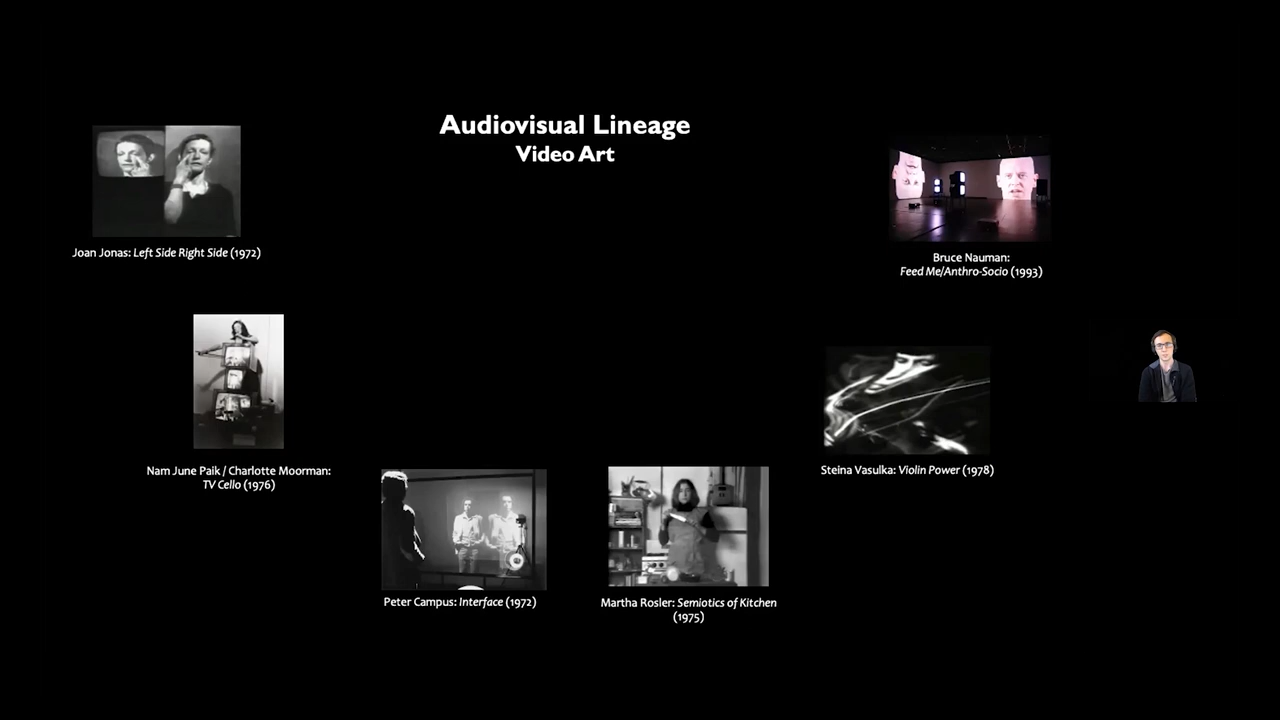 Audiovisual Lineage
Video Art
Joan Jonas: Left Side Right Side (1972)
Bruce Nauman:
Feed Me/Anthro-Socio (1993)
Nam June Paik / Charlotte Moorman:
TV Cello (1976)
Steina Vasulka: Violin Power (1978)
Peter Campus: Interface (1972)
Martha Rosler: Semiotics of Kitchen
(1975)